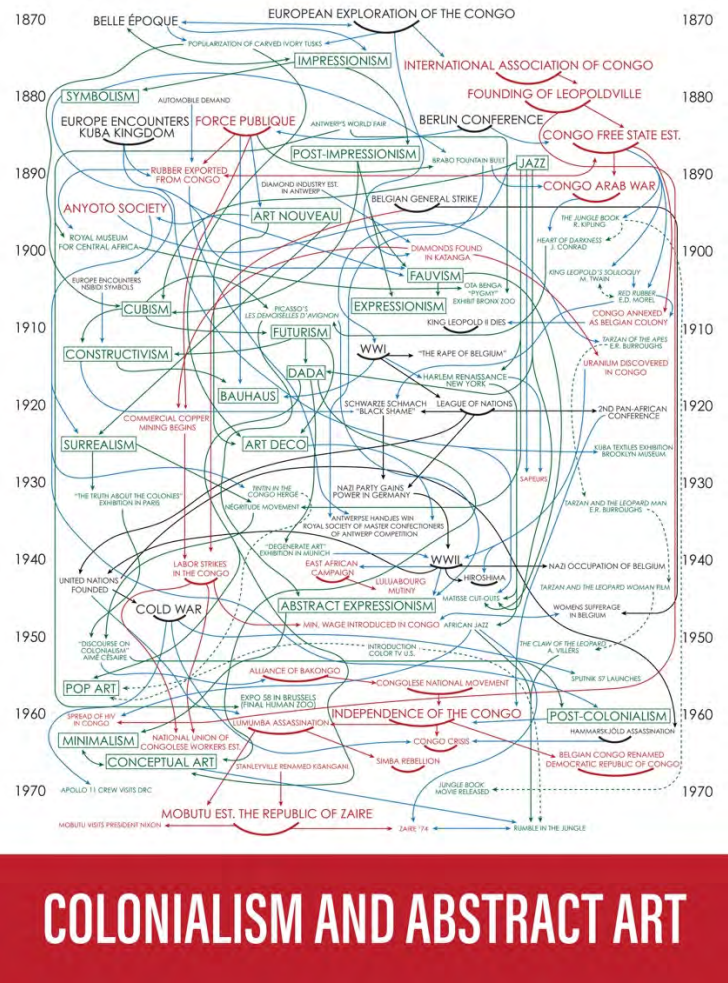 1870
BELLE ÉPOQUE
EUROPEAN EXPLORATION OF THE CONGO
1870
POPULARIZATION OF CARVED IVORY TUSKS
IMPRESSIONISM
INTERNATIONAL ASSOCIATION OF CONGO
1880
SYMBOLISM
AUTOMOBILE DEMAND
FOUNDING OF LEOPOLDVILLE
1880
EUROPE ENCOUNTERS
KUBA KINGDOM
FORCE PUBLIQUE
ANTWERP'S WORLD FAIR
BERLIN CONFERENCE
CONGO FREE STATE EST.
POST-IMPRESSIONISM
BRABO FOUNTAIN BUILT
JAZZ
1890
RUBBER EXPORTED
FROM CONGO
DIAMOND INDUSTRY EST.
IN ANTWERP
CONGO ARAB WAR
1890
BELGIAN GENERAL STRIKE
ANYOTO SOCIETY
ART NOUVEAU
THE JUNGLE BOOK
R. KIPLING
ROYAL MUSEUM
FOR CENTRAL AFRICA
HEART OF DARKNESS
J. CONRAD
1900
DIAMONDS FOUND
IN KATANGA
1900
EUROPE ENCOUNTERS
NSIBIDI SYMBOLS
FAUVISM
KING LEOPOLD'S SOLILOQUY
M. TWAIN
OTA BENGA
"PYGMY"
EXHIBIT BRONX ZOO
RED RUBBER
E.D. MOREL
CUBISM
PICASSO'S
LES DEMOISELLES D'AVIGNON
EXPRESSIONISM
CONGO ANNEXED
AS BELGIAN COLONY
1910
FUTURISM
KING LEOPOLD II DIES
1910
CONSTRUCTIVISM
WWI
"THE RAPE OF BELGIUM"
TARZAN OF THE APES
E.R. BURROUGHS
DADA
HARLEM RENAISSANCE
NEW YORK
URANIUM DISCOVERED
IN CONGO
BAUHAUS
1920
SCHWARZE SCHMACH
"BLACK SHAME"
LEAGUE OF NATIONS
2ND PAN-AFRICAN
CONFERENCE
1920
COMMERCIAL COPPER
MINING BEGINS
SURREALISM
ART DECO
KUBA TEXTILES EXHIBITION
BROOKLYN MUSEUM
1930
"THE TRUTH ABOUT THE COLONIES"
EXHIBITION IN PARIS
TINTIN IN THE
CONGO HERGE
NAZI PARTY GAINS
POWER IN GERMANY
SAPEURS
1930
NÉGRITUDE MOVEMENT
TARZAN AND THE LEOPARD MAN
E.R. BURROUGHS
ANTWERPSE HANDJES WIN
ROYAL SOCIETY OF MASTER CONFECTIONERS
OF ANTWERP COMPETITION
1940
"DEGENERATE ART"
EXHIBITION IN MUNICH
1940
LABOR STRIKES
IN THE CONGO
EAST AFRICAN
CAMPAIGN
WWII
NAZI OCCUPATION OF BELGIUM
UNITED NATIONS
FOUNDED
LULUABOURG
MUTINY
HIROSHIMA
TARZAN AND THE LEOPARD WOMAN FILM
COLD WAR
ABSTRACT EXPRESSIONISM
MATISSE CUT-OUTS
WOMENS SUFFERAGE
IN BELGIUM
MIN. WAGE INTRODUCED IN CONGO
AFRICAN JAZZ
1950
"DISCOURSE ON
COLONIALISM"
AIMÉ CÉSAIRE
INTRODUCTION
COLOR TV U.S.
THE CLAW OF THE LEOPARD
A. VILLERS
1950
POP ART
ALLIANCE OF BAKONGO
CONGOLESE NATIONAL MOVEMENT
SPUTNIK 57 LAUNCHES
EXPO 58 IN BRUSSELS
(FINAL HUMAN ZOO)
1960
SPREAD OF HIV
IN CONGO
LUMUMBA ASSASSINATION
INDEPENDENCE OF THE CONGO
POST-COLONIALISM
1960
MINIMALISM
NATIONAL UNION OF
CONGOLESE WORKERS EST.
CONGO CRISIS
HAMMARSKJÖLD ASSASSINATION
CONCEPTUAL ART
STANLEYVILLE RENAMED KISANGANI
SIMBA REBELLION
BELGIAN CONGO RENAMED
DEMOCRATIC REPUBLIC OF CONGO
1970
APOLLO 11 CREW VISITS DRC
JUNGLE BOOK
MOVIE RELEASED
1970
MOBUTU EST. THE REPUBLIC OF ZAIRE
MOBUTU VISITS PRESIDENT NIXON
ZAIRE '74
RUMBLE IN THE JUNGLE
COLONIALISM AND ABSTRACT ART